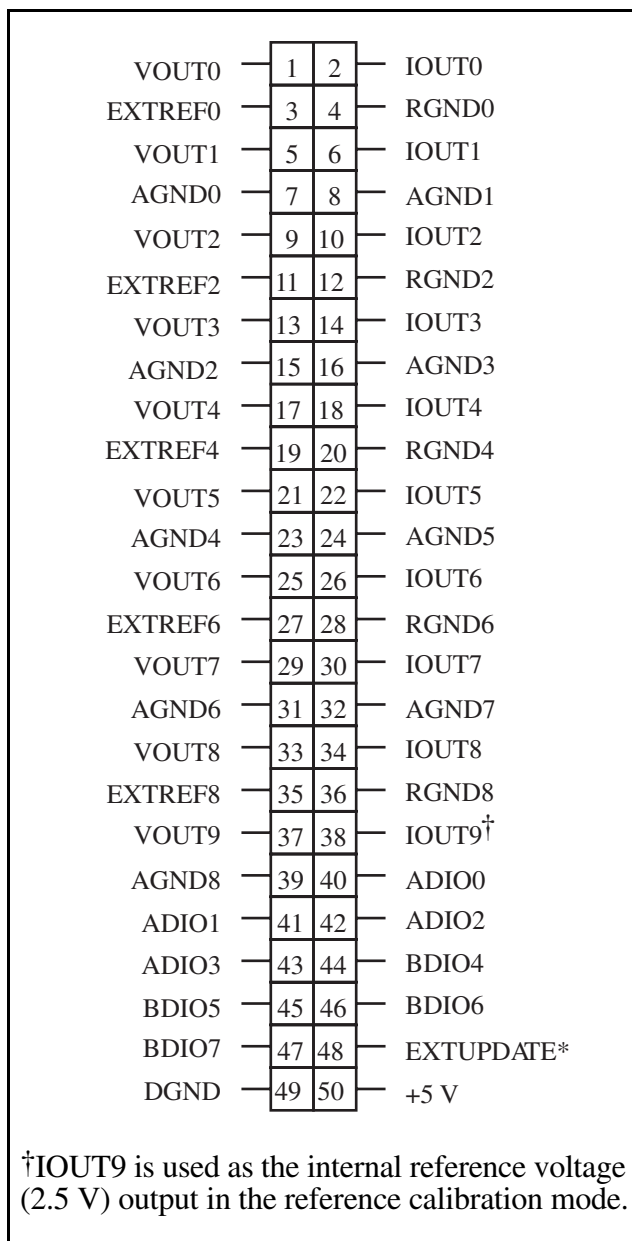 VOUT0 1 2 IOUT0
EXTREF0 3 4 RGND0
VOUT1 5 6 IOUT1
AGND0 7 8 AGND1
VOUT2 9 10 IOUT2
EXTREF2 11 12 RGND2
VOUT3 13 14 IOUT3
AGND2 15 16 AGND3
VOUT4 17 18 IOUT4
EXTREF4 19 20 RGND4
VOUT5 21 22 IOUT5
AGND4 23 24 AGND5
VOUT6 25 26 IOUT6
EXTREF6 27 28 RGND6
VOUT7 29 30 IOUT7
AGND6 31 32 AGND7
VOUT8 33 34 IOUT8
EXTREF8 35 36 RGND8
VOUT9 37 38 IOUT9†
AGND8 39 40 ADIO0
ADIO1 41 42 ADIO2
ADIO3 43 44 BDIO4
BDIO5 45 46 BDIO6
BDIO7 47 48 EXTUPDATE*
DGND 49 50 +5 V
†IOUT9 is used as the internal reference voltage
(2.5 V) output in the reference calibration mode.